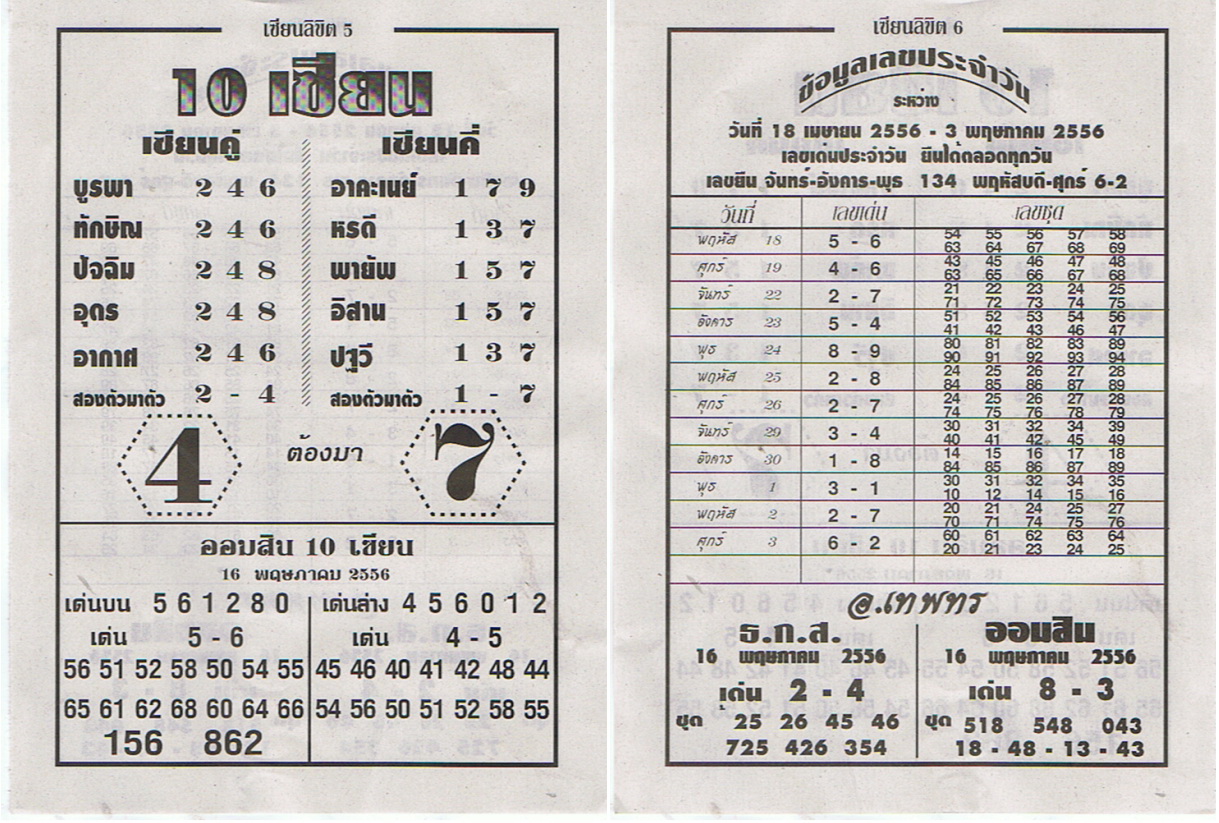 เซียนลิขิต 5
10 เซียน
เซียนคู่ เซียนคี่
บูรพา 2 4 6 อาคะเนย์ 1 7 9
ทักษิณ 2 4 6 หรดี 1 3 7
ปัจฉิม 2 4 8 พายัพ 1 5 7
อุดร 2 4 8 อิสาน 1 5 7
อากาศ 2 4 6 ปฐวี 1 3 7
สองตัวมาตัว 2 - 4 สองตัวมาตัว 1 - 7
4 ต้องมา 7
ออมสิน 10 เซียน
16 พฤษภาคม 2556
เด่นบน 5 6 1 2 8 0 เด่นล่าง 4 5 6 0 1 2
เด่น 5 - 6 เด่น 4 - 5
56 51 52 58 50 54 55 45 46 40 41 42 48 44
65 61 62 68 60 64 66 54 56 50 51 52 58 55
156 862
เซียนลิขิต 6
ข้อมูลเลขประจำวัน
ระหว่าง
วันที่ 18 เมษายน 2556 - 3 พฤษภาคม 2556
เลขเด่นประจำวัน ยืนได้ตลอดทุกวัน
เลขยืน จันทร์-อังคาร-พุธ 134 พฤหัสบดี-ศุกร์ 6-2
วันที่ เลขเด่น เลขชุด
พฤหัส 18 5 - 6 54 55 56 57 58
63 64 67 68 69
ศุกร์ 19 4 - 6 43 45 46 47 48
63 65 66 67 68
จันทร์ 22 2 - 7 21 22 23 24 25
71 72 73 74 75
อังคาร 23 5 - 4 51 52 53 54 56
41 42 43 46 47
พุธ 24 8 - 9 80 81 82 83 89
90 91 92 93 94
พฤหัส 25 2 - 8 24 25 26 27 28
84 85 86 87 89
ศุกร์ 26 2 - 7 24 25 26 27 28
74 75 76 78 79
จันทร์ 29 3 - 4 30 31 32 34 39
40 41 42 45 49
อังคาร 30 1 - 8 14 15 16 17 18
84 85 86 87 89
พุธ 1 3 - 1 30 31 32 34 35
10 12 14 15 16
พฤหัส 2 2 - 7 20 21 24 25 27
70 71 74 75 76
ศุกร์ 3 6 - 2 60 61 62 63 64
20 21 23 24 25
@.เทพทร
ธ.ก.ส. ออมสิน
16 พฤษภาคม 2556 16 พฤษภาคม 2556
เด่น 2 - 4 เด่น 8 - 3
ชุด 25 26 45 46 ชุด 518 548 043
725 426 354 18 - 48 - 13 - 43